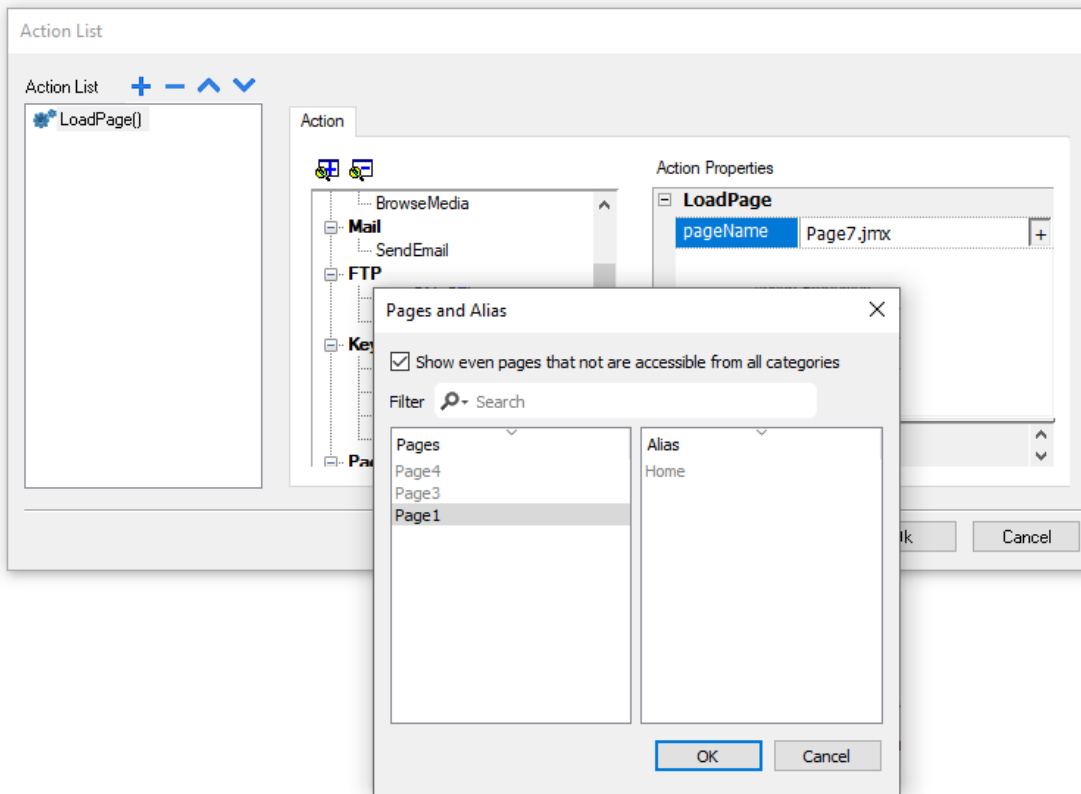 Action List
Action List
LoadPage()
Action
Action Properties
BrowseMedia
Mail
SendEmail
FTP
Key
LoadPage
pageName Page7.jmx +
Pages and Alias
Show even pages that not are accessible from all categories
Filter Search
Pages Alias
Page4 Home
Page3
Page1
OK Cancel
Cancel